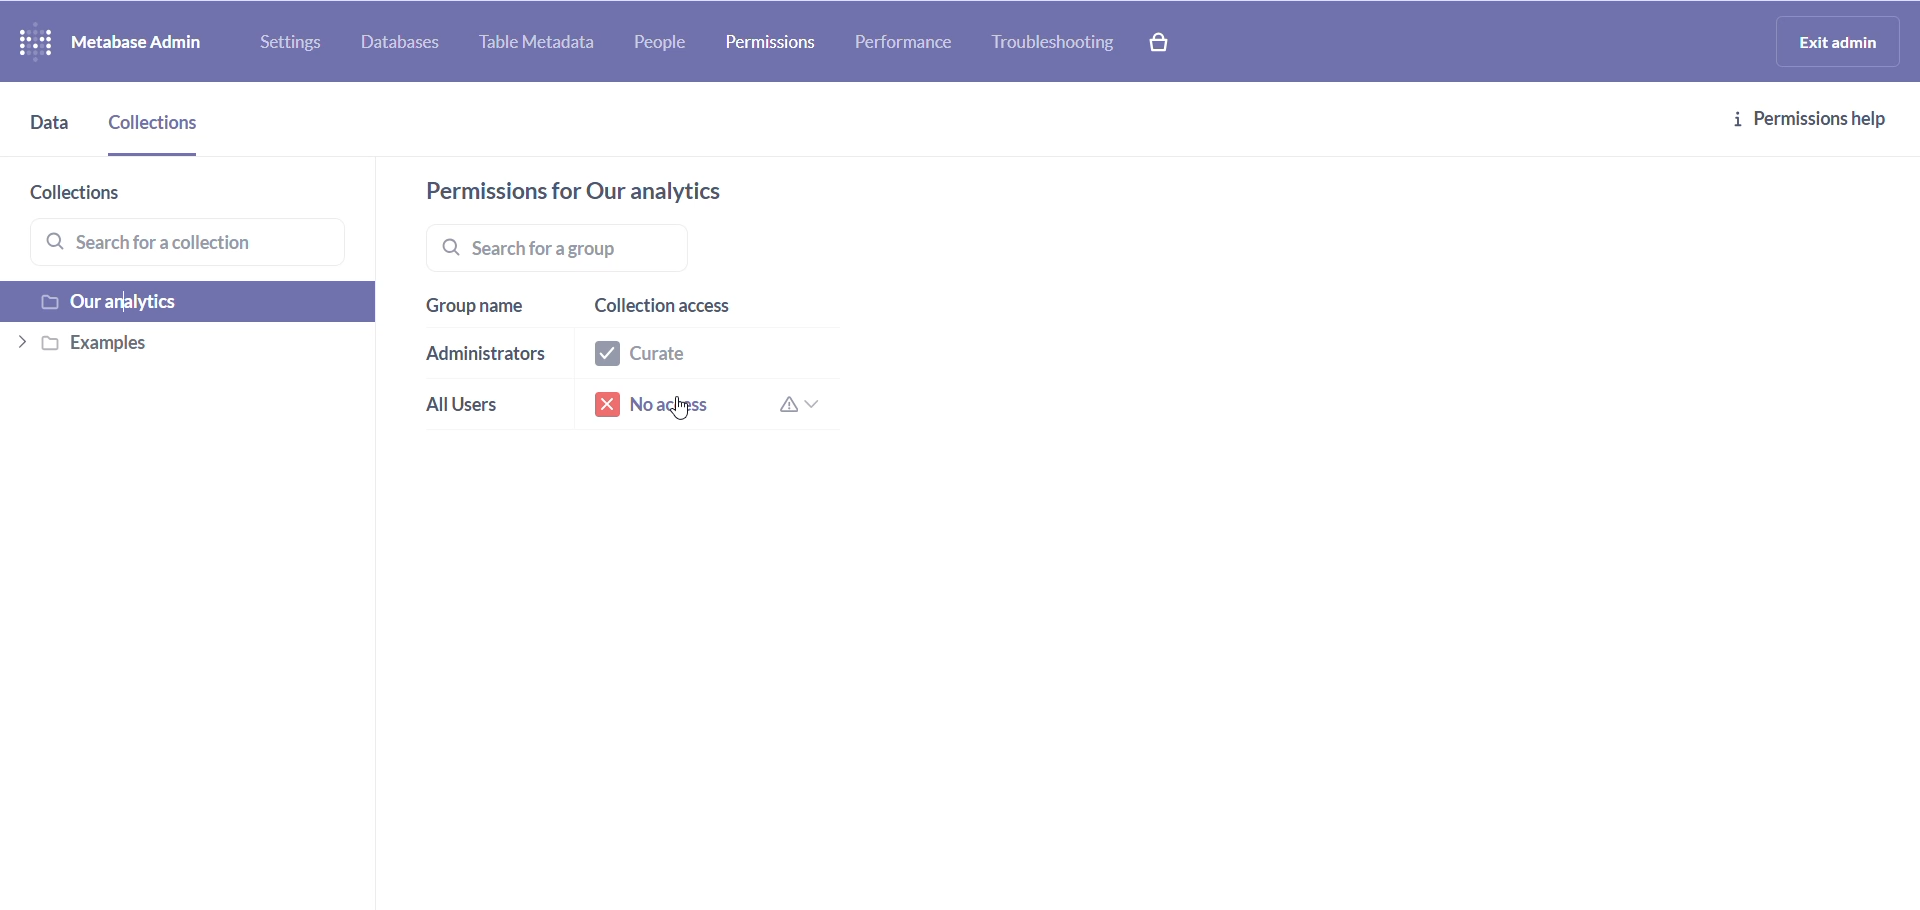 Metabase Admin Settings Databases Table Metadata People Permissions Performance Troubleshooting Exit admin
Data Collections Permissions help
Collections
Search for a collection
Our analytics
Examples
Permissions for Our analytics
Search for a group
Group name Collection access
Administrators Curate
All Users No access